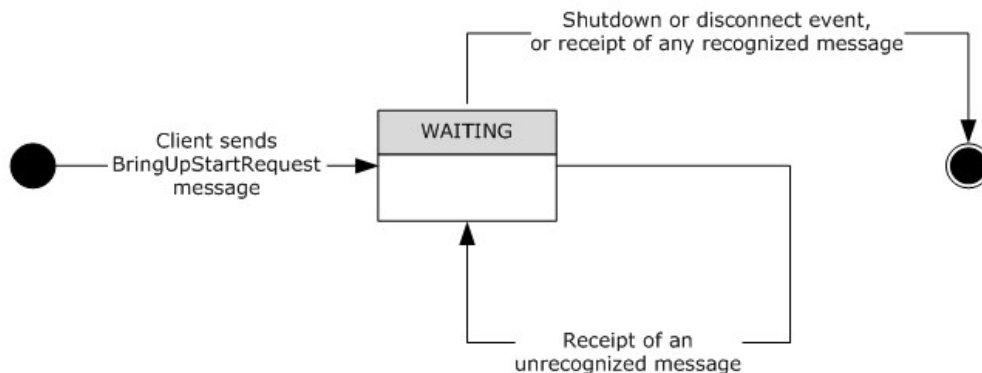 Shutdown or disconnect event,
or receipt of any recognized message
WAITING
Client sends
BringUpStartRequest
message
Receipt of an
unrecognized message